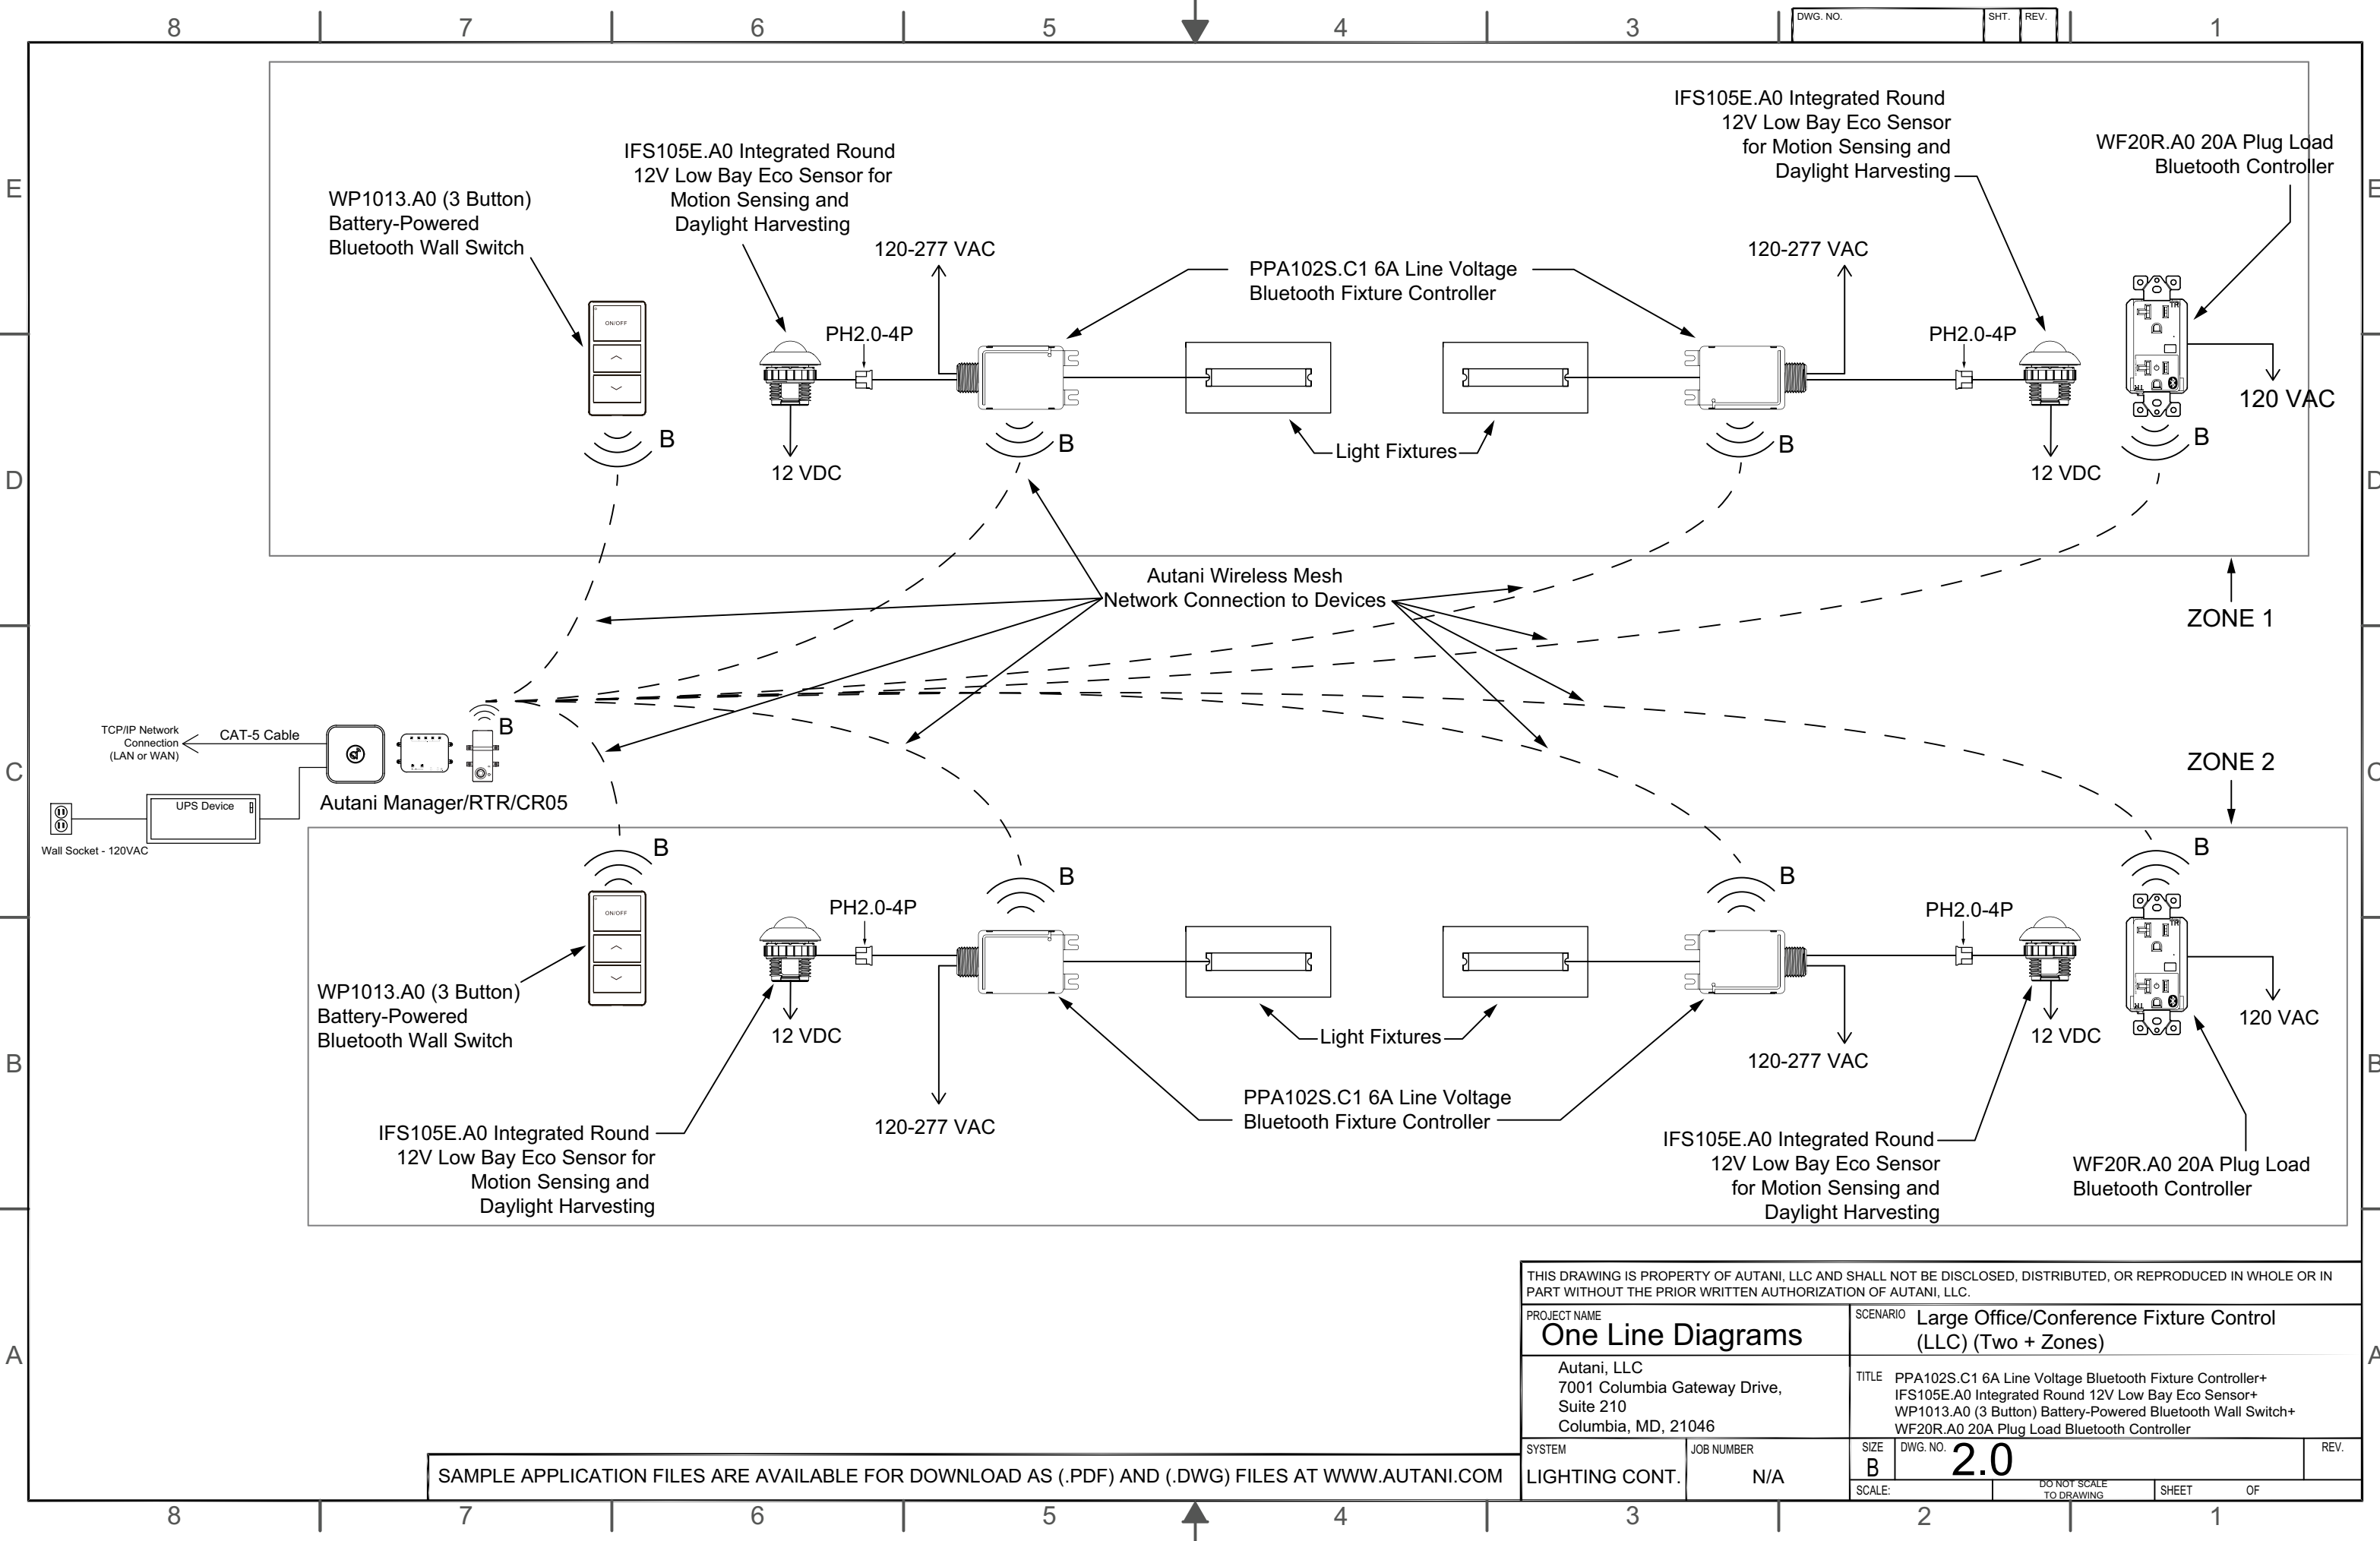 8 7 6 5 4 3 2 1
DWG. NO. SHT. REV.
E
D
C
B
A
E
D
C
B
A
IFS105E.A0 Integrated Round
12V Low Bay Eco Sensor
for Motion Sensing and
Daylight Harvesting
WF20R.A0 20A Plug Load
Bluetooth Controller
IFS105E.A0 Integrated Round
12V Low Bay Eco Sensor for
Motion Sensing and
Daylight Harvesting
WP1013.A0 (3 Button)
Battery-Powered
Bluetooth Wall Switch
120-277 VAC
PPA102S.C1 6A Line Voltage
Bluetooth Fixture Controller
120-277 VAC
ON/OFF
PH2.0-4P
PH2.0-4P
TR
120 VAC
B
B
B
B
Light Fixtures
12 VDC
12 VDC
Autani Wireless Mesh
Network Connection to Devices
ZONE 1
TCP/IP Network
Connection
(LAN or WAN)
CAT-5 Cable
B
ZONE 2
Autani Manager/RTR/CR05
UPS Device
Wall Socket - 120VAC
B
B
B
B
ON/OFF
PH2.0-4P
PH2.0-4P
TR
WP1013.A0 (3 Button)
Battery-Powered
Bluetooth Wall Switch
12 VDC
Light Fixtures
12 VDC
120 VAC
120-277 VAC
120-277 VAC
PPA102S.C1 6A Line Voltage
Bluetooth Fixture Controller
IFS105E.A0 Integrated Round
12V Low Bay Eco Sensor for
Motion Sensing and
Daylight Harvesting
IFS105E.A0 Integrated Round
12V Low Bay Eco Sensor
for Motion Sensing and
Daylight Harvesting
WF20R.A0 20A Plug Load
Bluetooth Controller
THIS DRAWING IS PROPERTY OF AUTANI, LLC AND SHALL NOT BE DISCLOSED, DISTRIBUTED, OR REPRODUCED IN WHOLE OR IN
PART WITHOUT THE PRIOR WRITTEN AUTHORIZATION OF AUTANI, LLC.
PROJECT NAME
One Line Diagrams
SCENARIO Large Office/Conference Fixture Control
(LLC) (Two + Zones)
Autani, LLC
7001 Columbia Gateway Drive,
Suite 210
Columbia, MD, 21046
TITLE PPA102S.C1 6A Line Voltage Bluetooth Fixture Controller+
IFS105E.A0 Integrated Round 12V Low Bay Eco Sensor+
WP1013.A0 (3 Button) Battery-Powered Bluetooth Wall Switch+
WF20R.A0 20A Plug Load Bluetooth Controller
SYSTEM
LIGHTING CONT.
JOB NUMBER
N/A
SIZE
B
DWG. NO. 2.0
REV.
SCALE:
DO NOT SCALE
TO DRAWING
SHEET OF
SAMPLE APPLICATION FILES ARE AVAILABLE FOR DOWNLOAD AS (.PDF) AND (.DWG) FILES AT WWW.AUTANI.COM
8 7 6 5 4 3 2 1